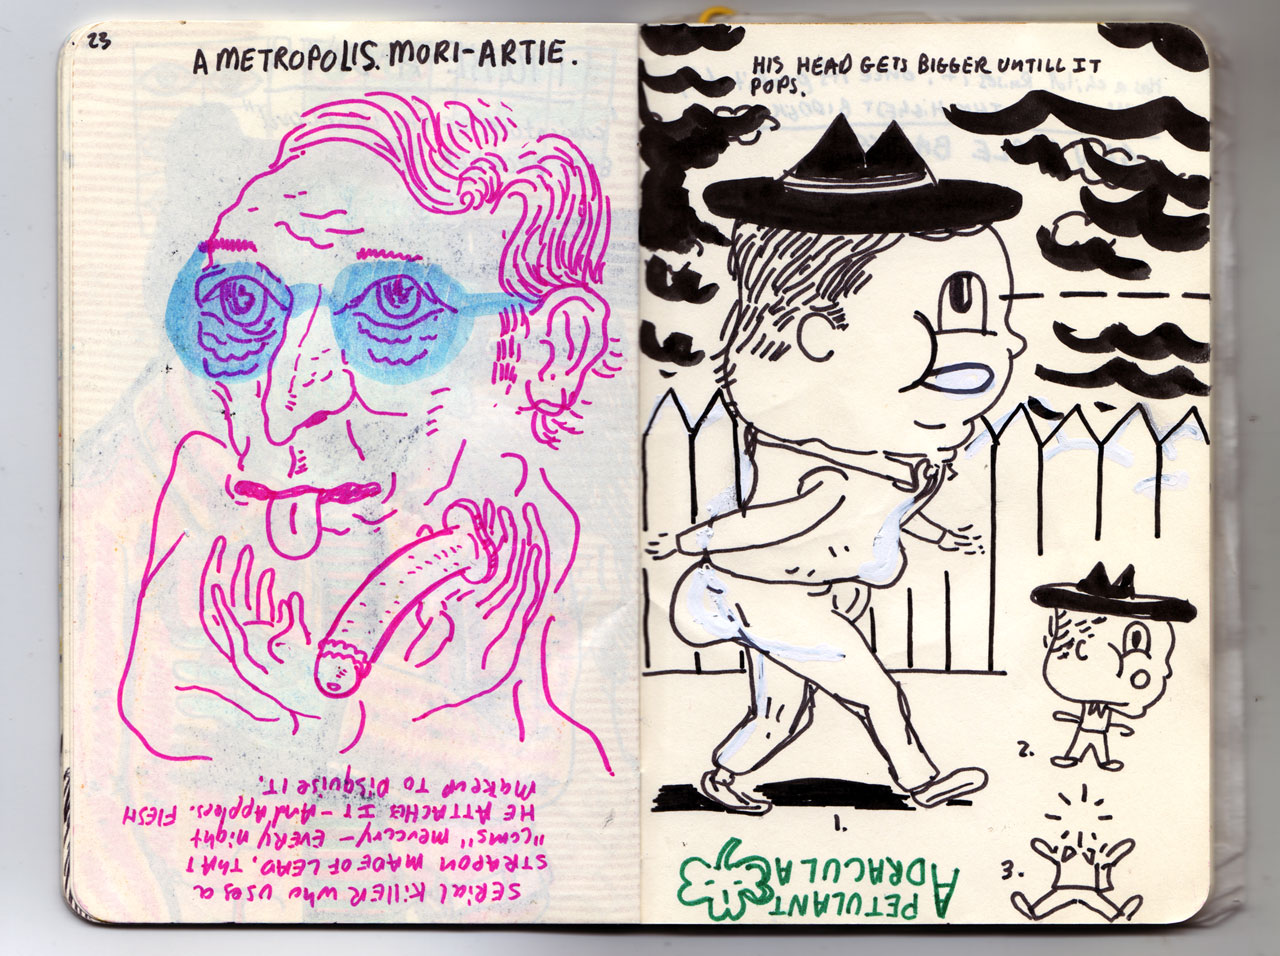 23
A METROPOLIS. MORI-ARTIE.
SERIAL KILLER WHO USES A
STRAPON MADE OF LEAD, THAT
"CUMS" MERCURY – EVERY NIGHT
HE ATTACHES IT – And Applies. FLESH
MAKEUP TO DISGUISE IT.
HIS HEAD GETS BIGGER UNTILL IT
POPS.
1.
2.
3.
A PETULANT
DRACULA